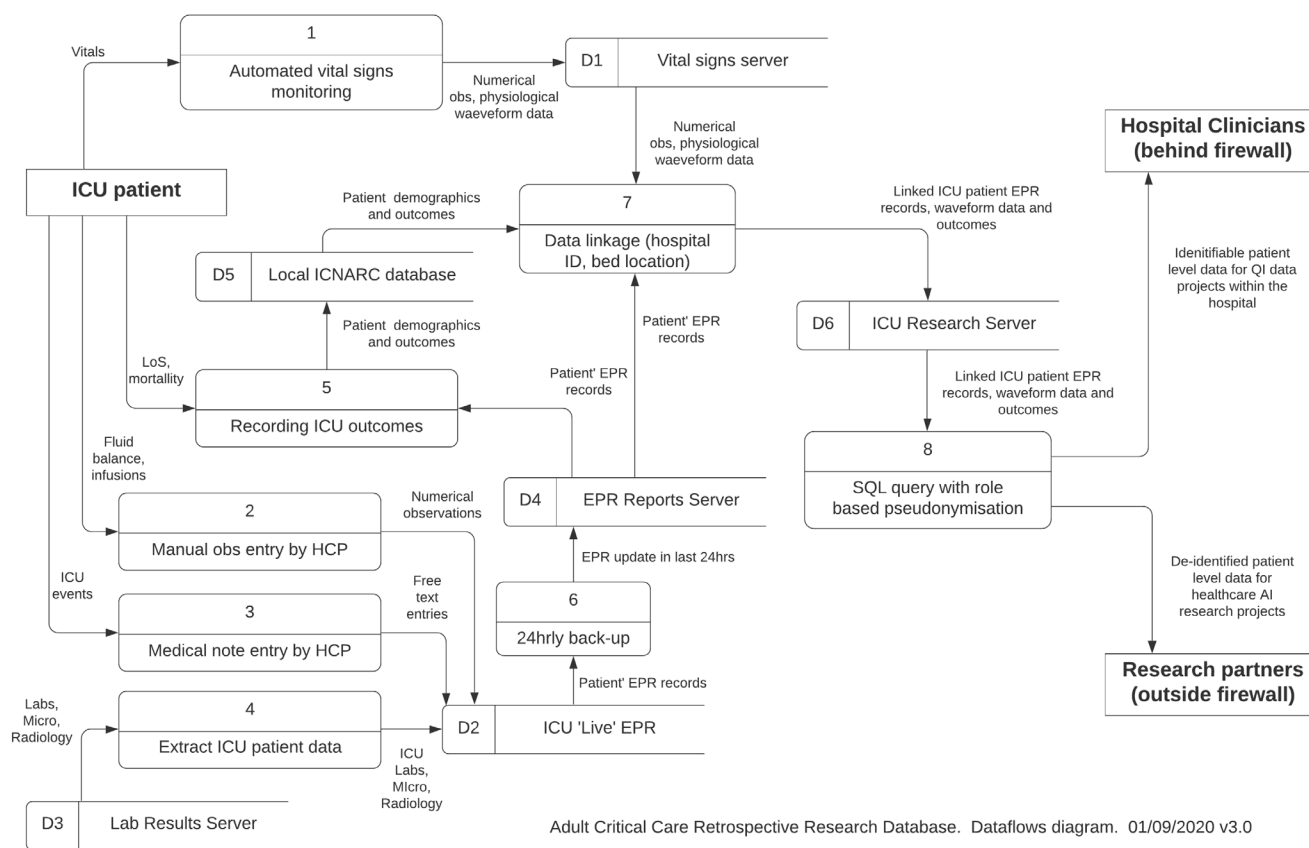 1
Automated vital signs
monitoring
Vitals
D1
Vital signs server
Numerical
obs, physiological
waeveform data
Numerical
obs, physiological
waeveform data
Hospital Clinicians
(behind firewall)
ICU patient
Patient demographics
and outcomes
7
Data linkage (hospital
ID, bed location)
Linked ICU patient EPR
records, waveform data and
outcomes
D5
Local ICNARC database
Idenitifiable patient
level data for QI data
projects within the
hospital
D6
ICU Research Server
Patient demographics
and outcomes
Patient' EPR
records
LoS,
mortallity
5
Recording ICU outcomes
Patient' EPR
records
Linked ICU patient EPR
records, waveform data and
outcomes
8
SQL query with role
based pseudonymisation
Fluid
balance,
infusions
D4
EPR Reports Server
2
Manual obs entry by HCP
Numerical
observations
EPR update in last 24hrs
De-identified patient
level data for
healthcare AI
research projects
ICU
events
3
Medical note entry by HCP
Free
text
entries
6
24hrly back-up
Research partners
(outside firewall)
Patient' EPR records
Labs,
Micro,
Radiology
4
Extract ICU patient data
D2
ICU 'Live' EPR
ICU
Labs,
MIcro,
Radiology
D3
Lab Results Server
Adult Critical Care Retrospective Research Database. Dataflows diagram. 01/09/2020 v3.0